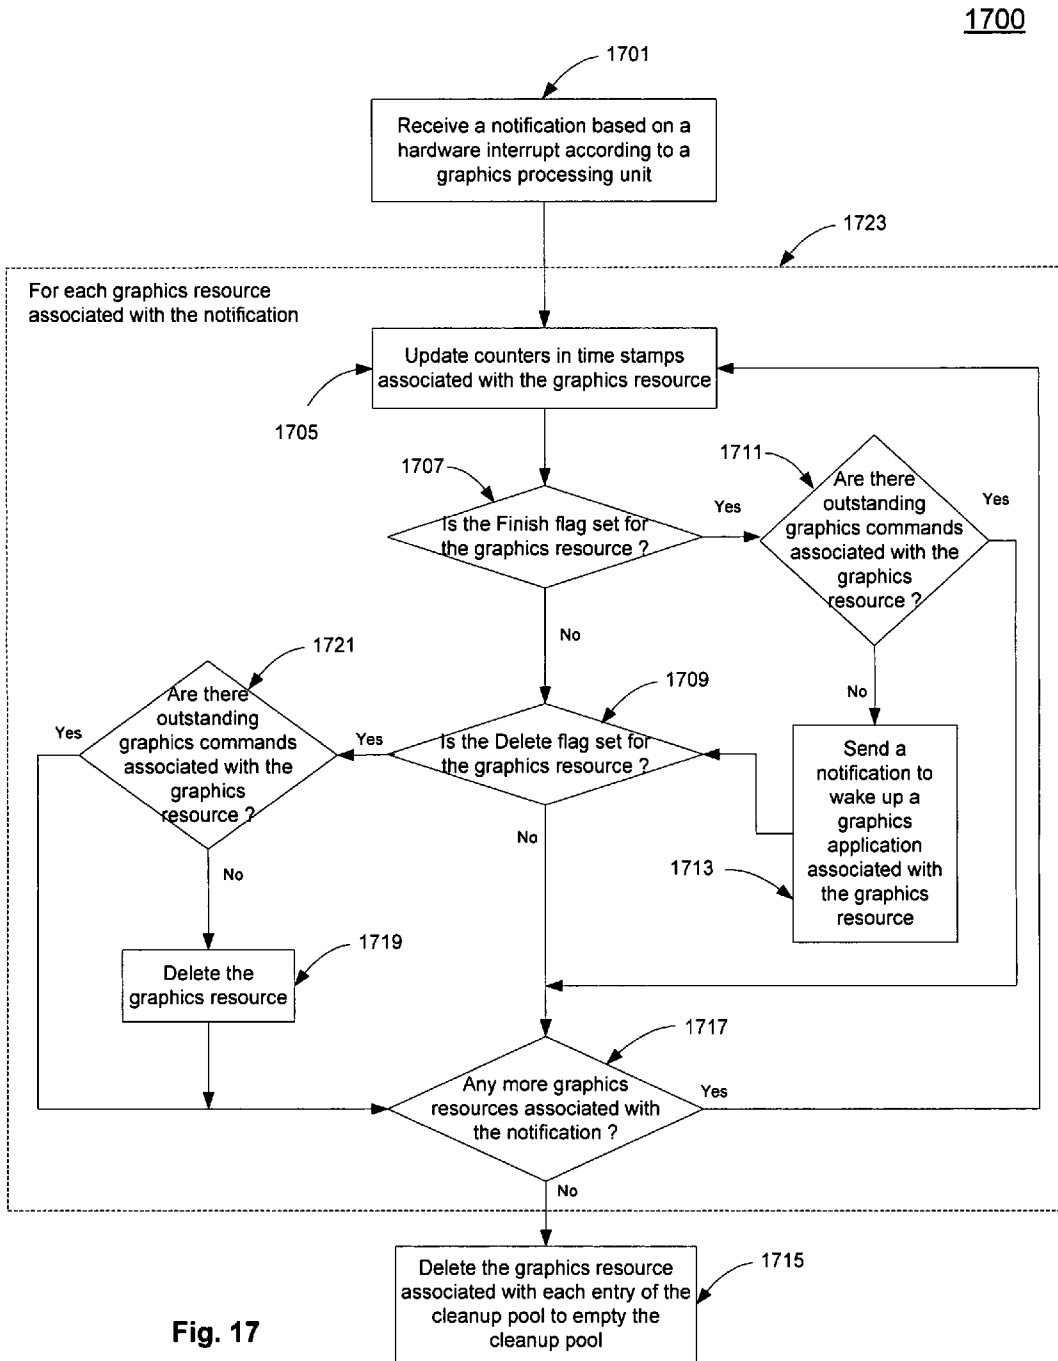 1700
1701
Receive a notification based on a
hardware interrupt according to a
graphics processing unit
1723
For each graphics resource
associated with the notification
Update counters in time stamps
associated with the graphics resource
1705
1707
Is the Finish flag set for
the graphics resource ?
Yes
1711
Are there
outstanding
graphics commands
associated with the
graphics
resource ?
Yes
No
No
1721
Are there
outstanding
graphics commands
associated with the
graphics
resource ?
Yes
Yes
1709
Is the Delete flag set for
the graphics resource ?
No
Send a
notification to
wake up a
graphics
application
associated with
the graphics
resource
1713
No
1719
Delete the
graphics resource
1717
Any more graphics
resources associated with
the notification ?
Yes
No
1715
Delete the graphics resource
associated with each entry of the
cleanup pool to empty the
cleanup pool
Fig. 17